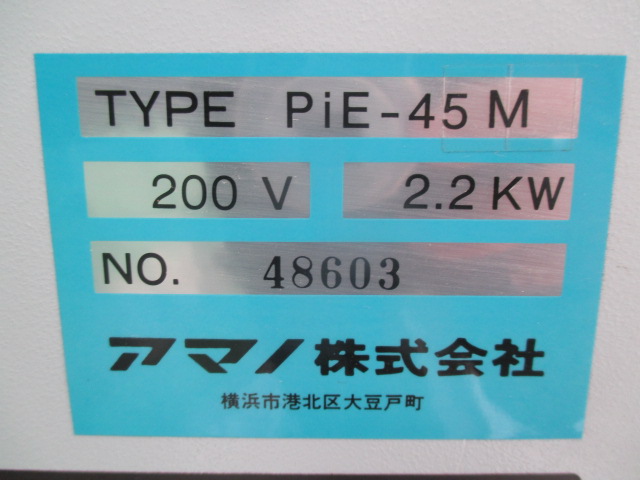 TYPE PiE-45 M
200 V 2.2 KW
NO. 48603
アマノ株式会社
横浜市港北区大豆戸町